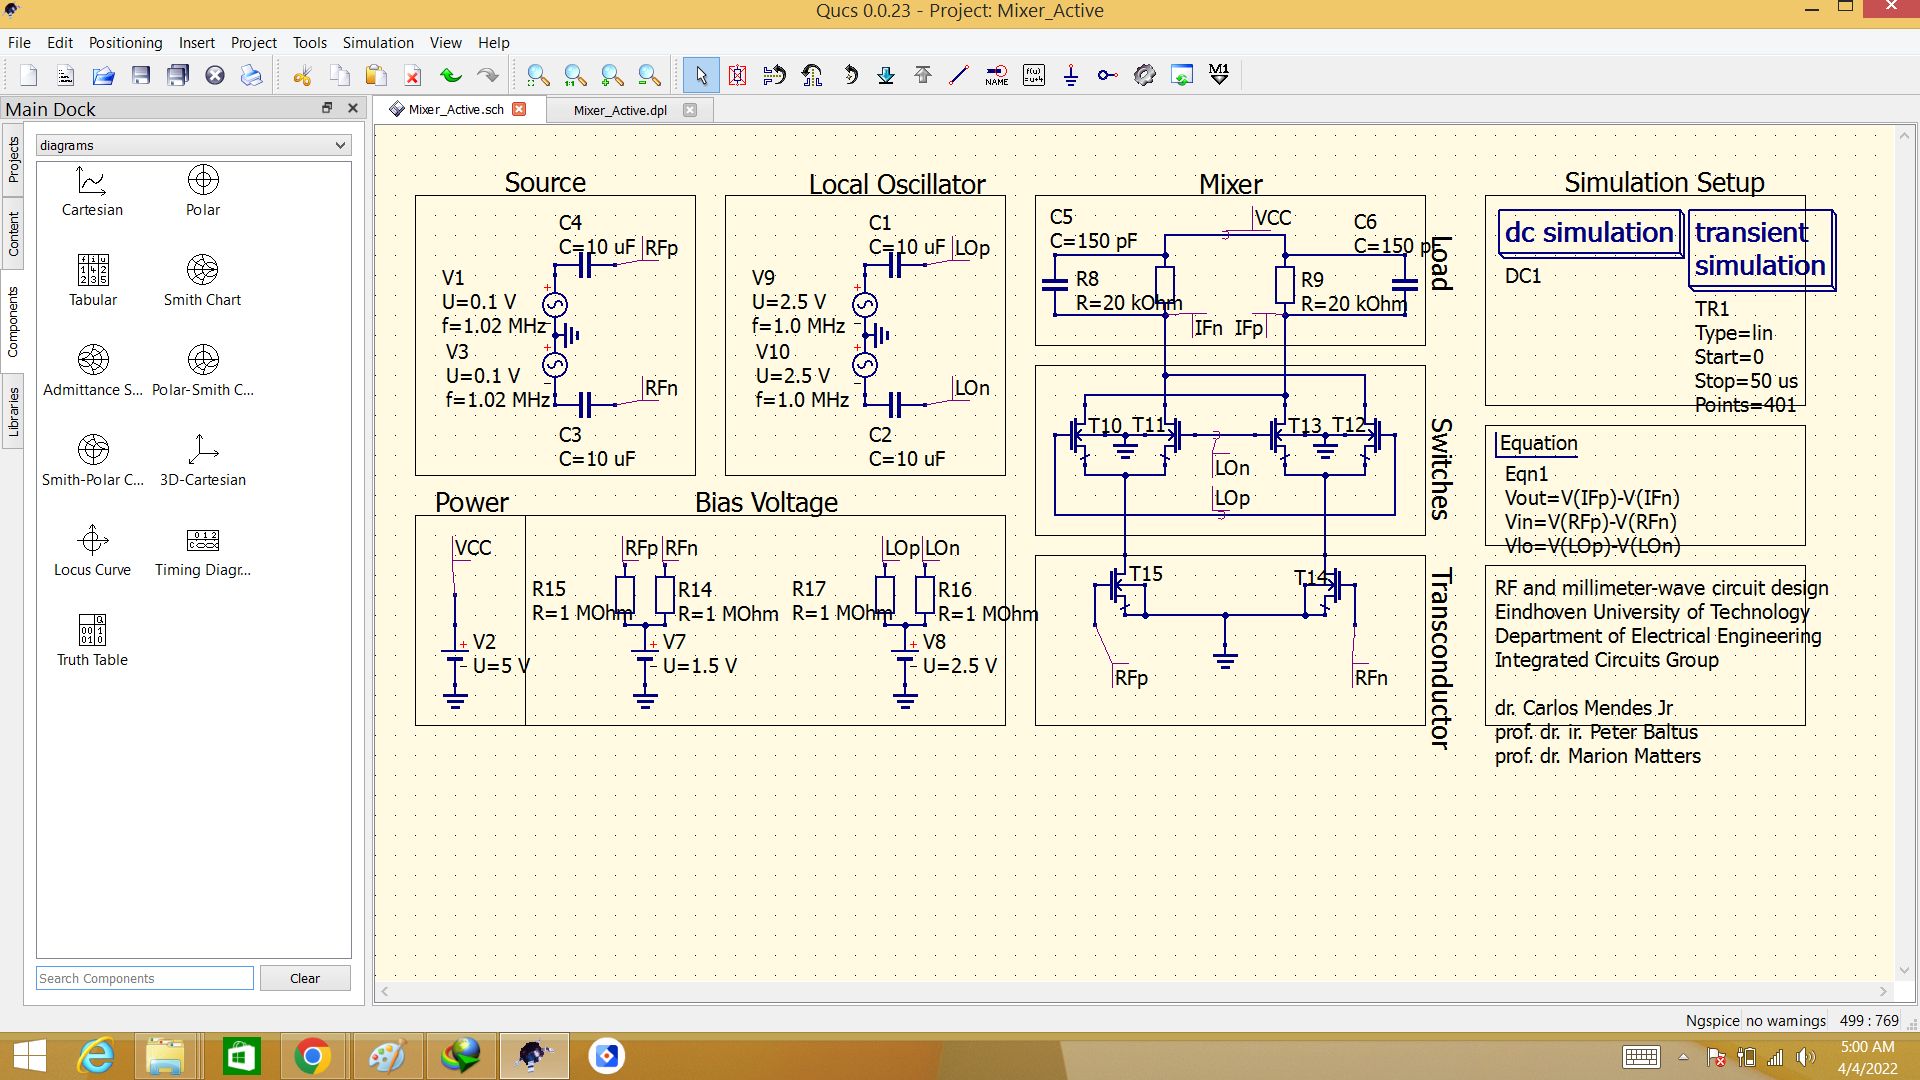 Qucs 0.0.23 - Project: Mixer_Active
File Edit Positioning Insert Project Tools Simulation View Help
NAME
f(u)
=u+4
M1
Main Dock
Mixer_Active.sch
Mixer_Active.dpl
Projects
Content
Components
Libraries
diagrams
Cartesian
Polar
Tabular
Smith Chart
Admittance S...
Polar-Smith C...
Smith-Polar C...
3D-Cartesian
Locus Curve
Timing Diagr...
Truth Table
Search Components
Clear
Source
C4
C=10 uF
RFp
V1
U=0.1 V
f=1.02 MHz
V3
U=0.1 V
f=1.02 MHz
RFn
C3
C=10 uF
Local Oscillator
C1
C=10 uF
LOp
V9
U=2.5 V
f=1.0 MHz
V10
U=2.5 V
f=1.0 MHz
LOn
C2
C=10 uF
Mixer
C5
C=150 pF
VCC
C6
C=150 pF
R8
R=20 kOhm
R9
R=20 kOhm
IFn
IFp
Load
T10
T11
T13
T12
LOn
LOp
Switches
T15
T14
RFp
RFn
Transconductor
Power
VCC
V2
U=5 V
Bias Voltage
RFp
RFn
R15
R=1 MOhm
R14
R=1 MOhm
V7
U=1.5 V
LOp
LOn
R17
R=1 MOhm
R16
R=1 MOhm
V8
U=2.5 V
Simulation Setup
dc simulation
DC1
transient
simulation
TR1
Type=lin
Start=0
Stop=50 us
Points=401
Equation
Eqn1
Vout=V(IFp)-V(IFn)
Vin=V(RFp)-V(RFn)
Vlo=V(LOp)-V(LOn)
RF and millimeter-wave circuit design
Eindhoven University of Technology
Department of Electrical Engineering
Integrated Circuits Group
dr. Carlos Mendes Jr
prof. dr. ir. Peter Baltus
prof. dr. Marion Matters
Ngspice no warnings 499 : 769
5:00 AM
4/4/2022